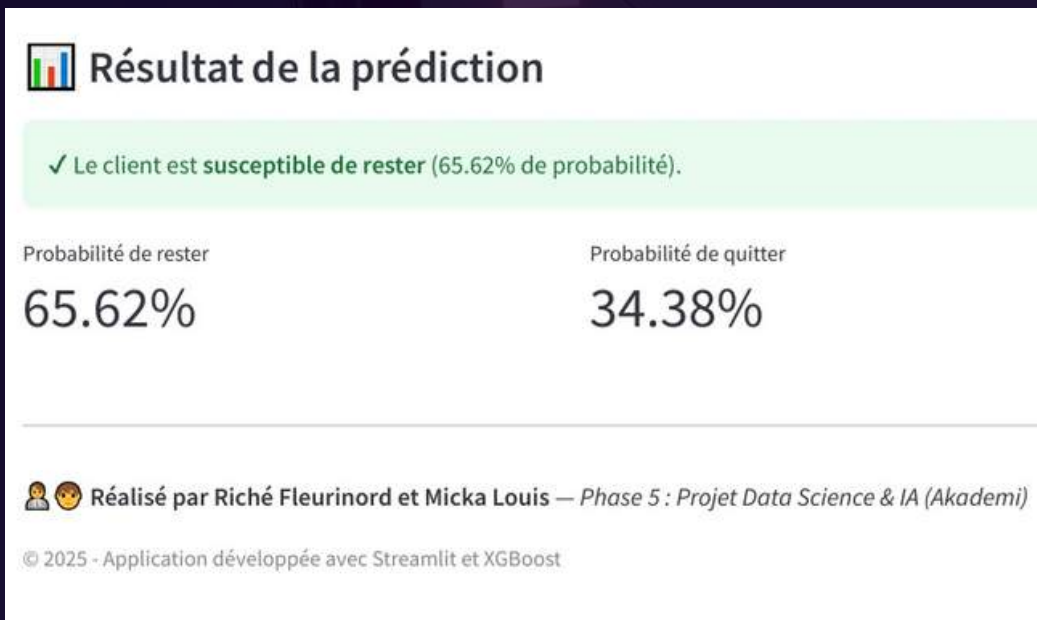 Résultat de la prédiction
✓ Le client est susceptible de rester (65.62% de probabilité).
Probabilité de rester
Probabilité de quitter
65.62%
34.38%
Réalisé par Riché Fleurinord et Micka Louis — Phase 5 : Projet Data Science & IA (Akademi)
© 2025 - Application développée avec Streamlit et XGBoost